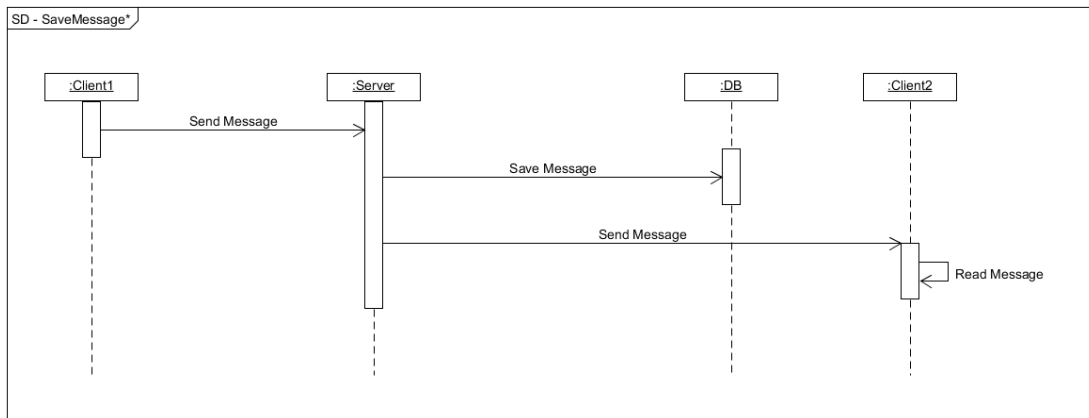 SD - SaveMessage*
:Client1
:Server
:DB
:Client2
Send Message
Save Message
Send Message
Read Message